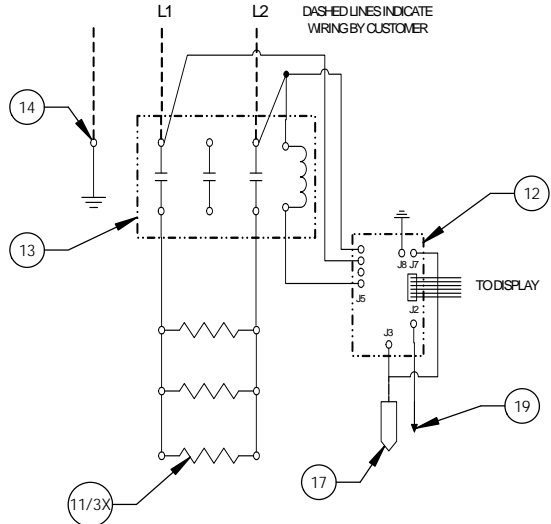 L1
L2
DASHED LINES INDICATE
WIRING BY CUSTOMER
14
13
12
J8
J7
J5
TO DISPLAY
J2
J3
19
17
11/3X